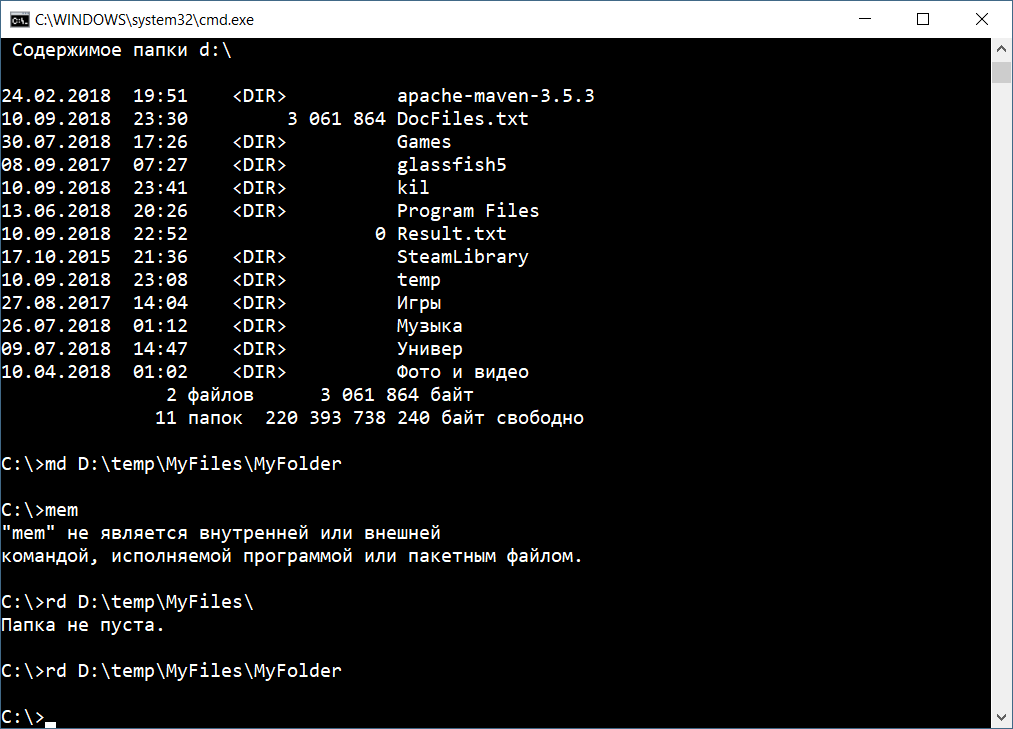 C:\WINDOWS\system32\cmd.exe
Содержимое папки d:\
24.02.2018  19:51    <DIR>          apache-maven-3.5.3
10.09.2018  23:30         3 061 864 DocFiles.txt
30.07.2018  17:26    <DIR>          Games
08.09.2017  07:27    <DIR>          glassfish5
10.09.2018  23:41    <DIR>          kil
13.06.2018  20:26    <DIR>          Program Files
10.09.2018  22:52                 0 Result.txt
17.10.2015  21:36    <DIR>          SteamLibrary
10.09.2018  23:08    <DIR>          temp
27.08.2017  14:04    <DIR>          Игры
26.07.2018  01:12    <DIR>          Музыка
09.07.2018  14:47    <DIR>          Универ
10.04.2018  01:02    <DIR>          Фото и видео
2 файлов      3 061 864 байт
11 папок  220 393 738 240 байт свободно
C:\>md D:\temp\MyFiles\MyFolder
C:\>mem
"mem" не является внутренней или внешней
командой, исполняемой программой или пакетным файлом.
C:\>rd D:\temp\MyFiles\
Папка не пуста.
C:\>rd D:\temp\MyFiles\MyFolder
C:\>